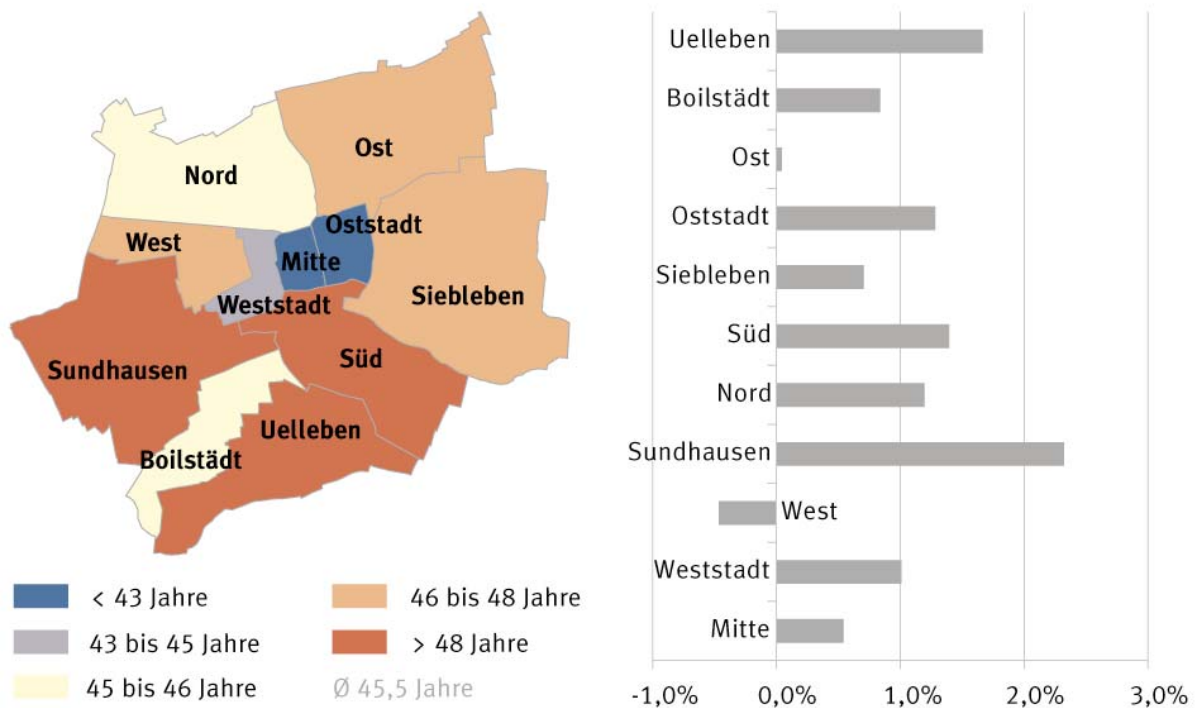 Ost
Nord
Oststadt
West
Mitte
Siebleben
Weststadt
Süd
Sundhausen
Uelleben
Boilstädt
< 43 Jahre
43 bis 45 Jahre
45 bis 46 Jahre
46 bis 48 Jahre
> 48 Jahre
Ø 45,5 Jahre
Uelleben
Boilstädt
Ost
Oststadt
Siebleben
Süd
Nord
Sundhausen
West
Weststadt
Mitte
-1,0% 0,0% 1,0% 2,0% 3,0%